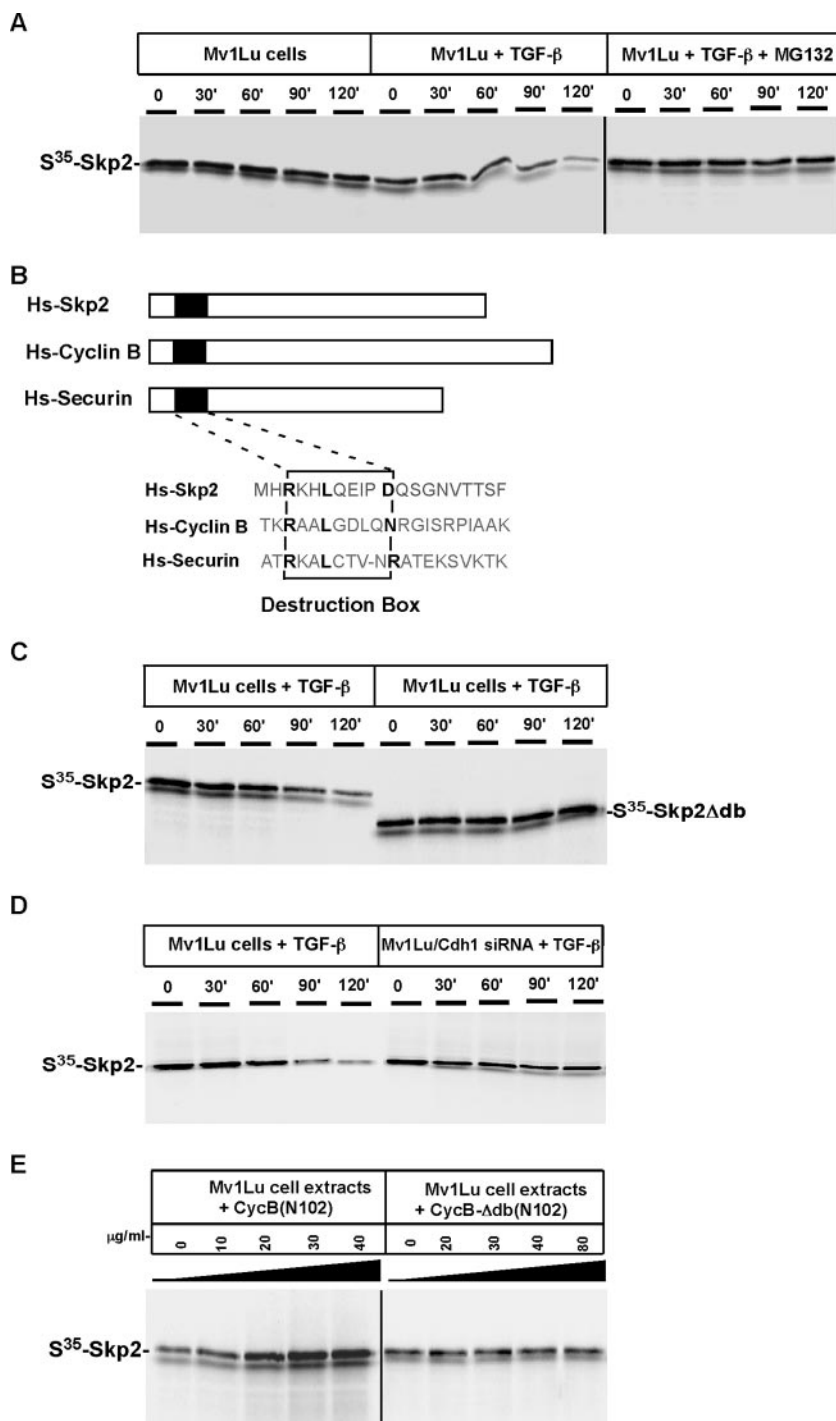 A
Mv1Lu cells Mv1Lu + TGF-β Mv1Lu + TGF-β + MG132
0 30' 60' 90' 120' 0 30' 60' 90' 120' 0 30' 60' 90' 120'
S³⁵-Skp2-
B
Hs-Skp2
Hs-Cyclin B
Hs-Securin
Hs-Skp2 MHRKHLQEIP DQSGNVTTSF
Hs-Cyclin B TKRAALGDLQNRGISRPIAAK
Hs-Securin ATRKALCTV-NRATEKSVKTK
Destruction Box
C
Mv1Lu cells + TGF-β Mv1Lu cells + TGF-β
0 30' 60' 90' 120' 0 30' 60' 90' 120'
S³⁵-Skp2- -S³⁵-Skp2Δdb
D
Mv1Lu cells + TGF-β Mv1Lu/Cdh1 siRNA + TGF-β
0 30' 60' 90' 120' 0 30' 60' 90' 120'
S³⁵-Skp2-
E
Mv1Lu cell extracts Mv1Lu cell extracts
+ CycB(N102) + CycB-Δdb(N102)
μg/ml- 0 10 20 30 40 0 20 30 40 80
S³⁵-Skp2-